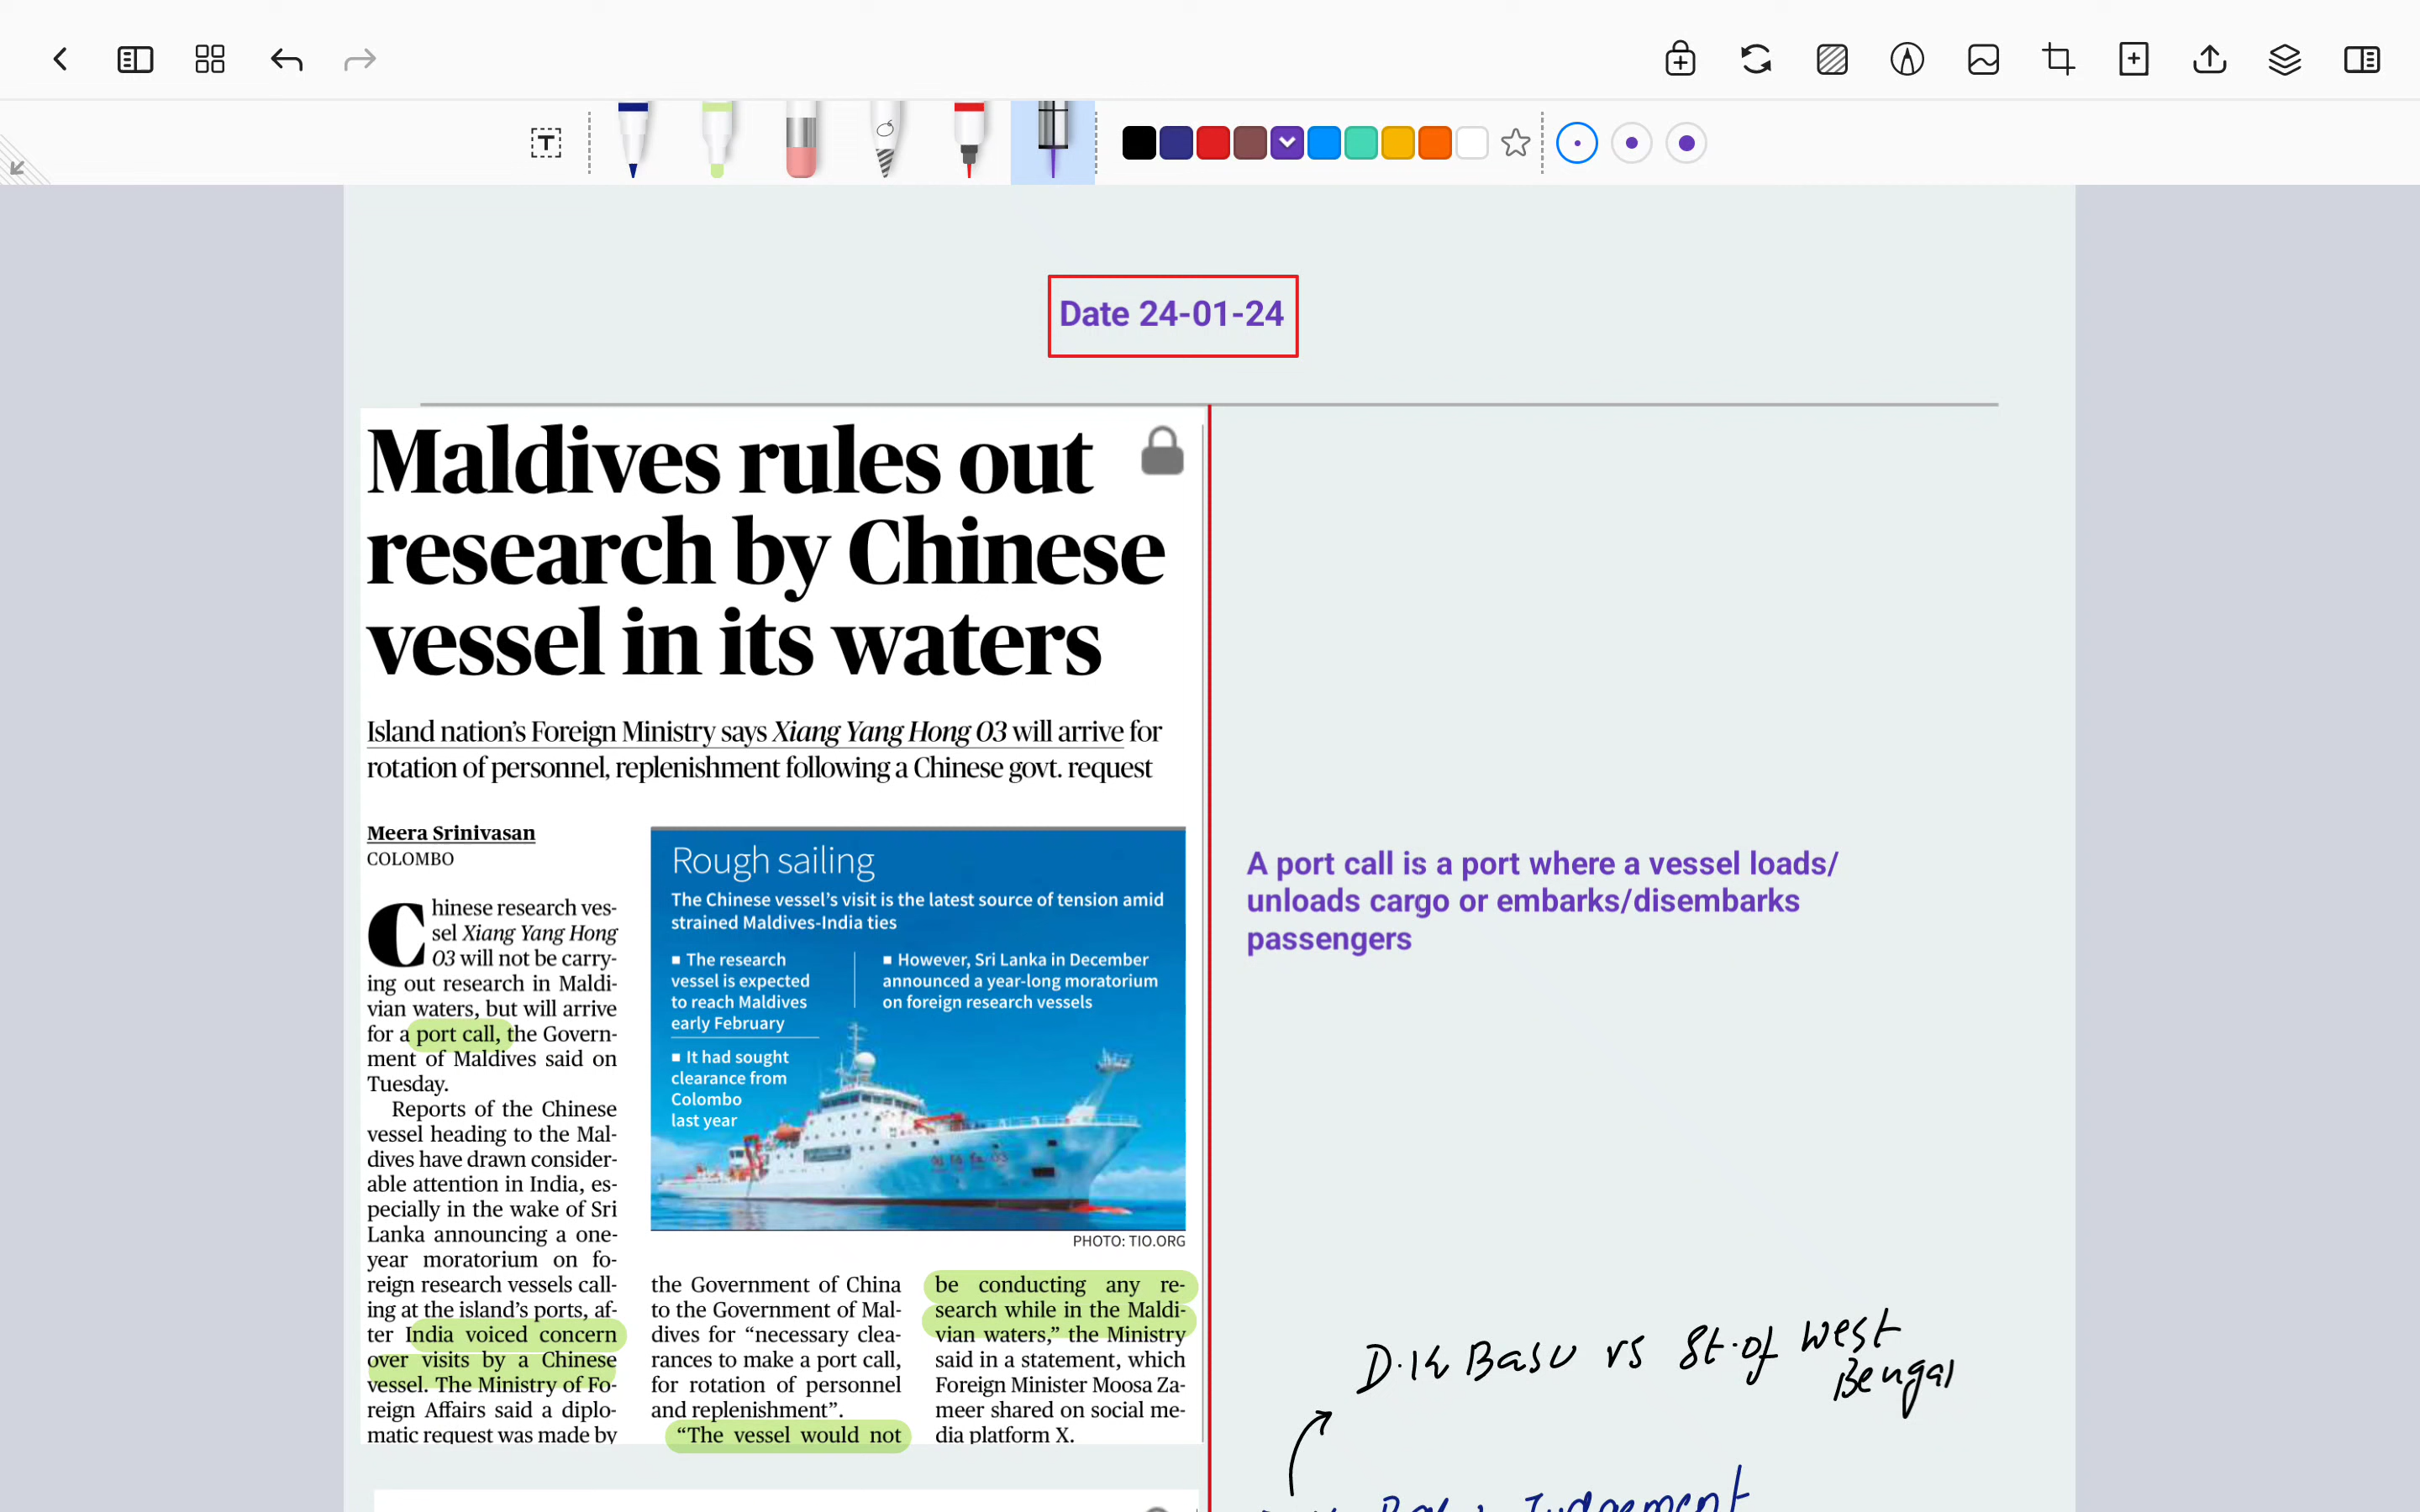 T
Date 24-01-24
Maldives rules out
research by Chinese
vessel in its waters
Island nation's Foreign Ministry says Xiang Yang Hong 03 will arrive for
rotation of personnel, replenishment following a Chinese govt. request
Meera Srinivasan
COLOMBO
Chinese research ves-
sel Xiang Yang Hong
03 will not be carry-
ing out research in Maldi-
vian waters, but will arrive
for a port call, the Govern-
ment of Maldives said on
Tuesday.
Reports of the Chinese
vessel heading to the Mal-
dives have drawn consider-
able attention in India, es-
pecially in the wake of Sri
Lanka announcing a one-
year moratorium on fo-
reign research vessels call-
ing at the island's ports, af-
ter India voiced concern
over visits by a Chinese
vessel. The Ministry of Fo-
reign Affairs said a diplo-
matic request was made by
Rough sailing
The Chinese vessel's visit is the latest source of tension amid
strained Maldives-India ties
■ The research
vessel is expected
to reach Maldives
early February
■ It had sought
clearance from
Colombo
last year
■ However, Sri Lanka in December
announced a year-long moratorium
on foreign research vessels
PHOTO: TIO.ORG
the Government of China
to the Government of Mal-
dives for “necessary clea-
rances to make a port call,
for rotation of personnel
and replenishment”.
“The vessel would not
be conducting any re-
search while in the Maldi-
vian waters,” the Ministry
said in a statement, which
Foreign Minister Moosa Za-
meer shared on social me-
dia platform X.
A port call is a port where a vessel loads/
unloads cargo or embarks/disembarks
passengers
D.K Basu vs St. of West
Bengal
Judgement